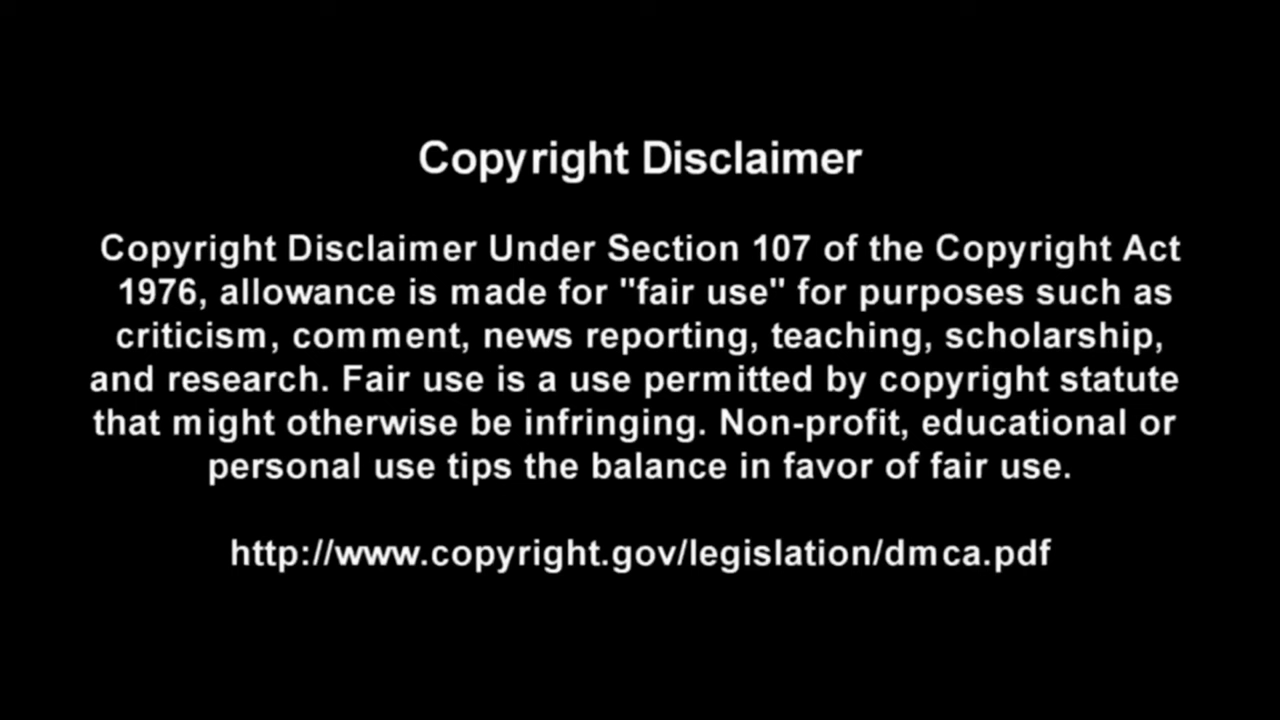 Copyright Disclaimer
Copyright Disclaimer Under Section 107 of the Copyright Act
1976, allowance is made for "fair use" for purposes such as
criticism, comment, news reporting, teaching, scholarship,
and research. Fair use is a use permitted by copyright statute
that might otherwise be infringing. Non-profit, educational or
personal use tips the balance in favor of fair use.
http://www.copyright.gov/legislation/dmca.pdf